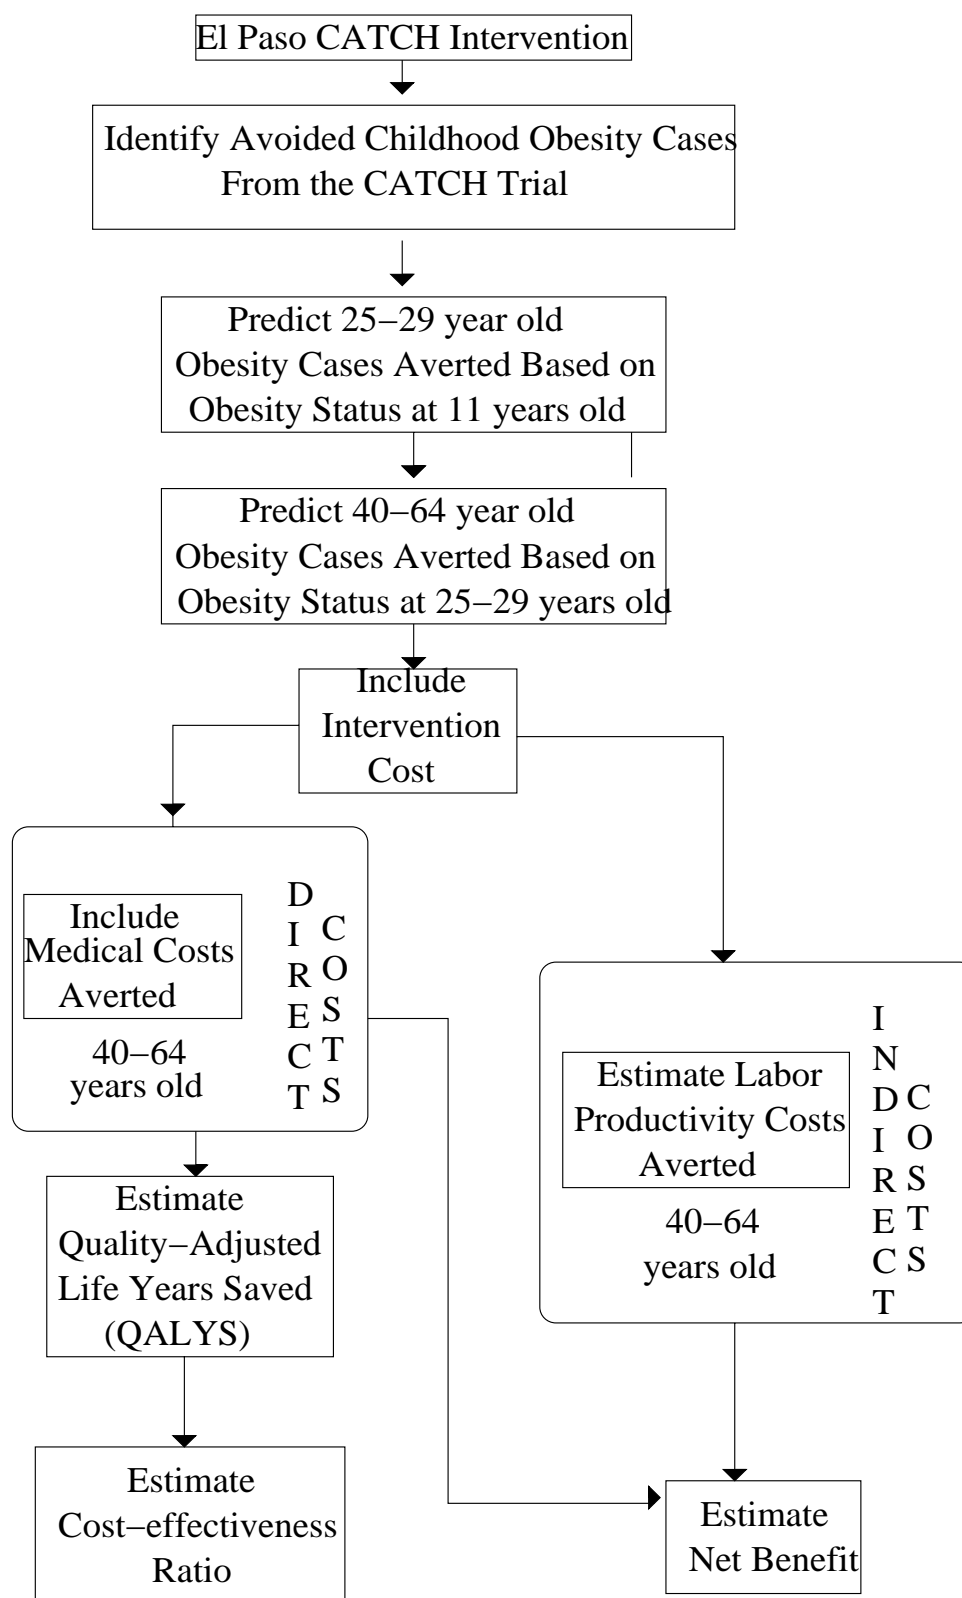 El Paso CATCH Intervention
Identify Avoided Childhood Obesity Cases
From the CATCH Trial
Predict 25−29 year old
Obesity Cases Averted Based on
Obesity Status at 11 years old
Predict 40−64 year old
Obesity Cases Averted Based on
Obesity Status at 25−29 years old
Include
Intervention
Cost
Include
Medical Costs
Averted
40−64
years old
DIRECT
COSTS
Estimate Labor
Productivity Costs
Averted
40−64
years old
INDIRECT
COSTS
Estimate
Quality−Adjusted
Life Years Saved
(QALYS)
Estimate
Cost−effectiveness
Ratio
Estimate
Net Benefit